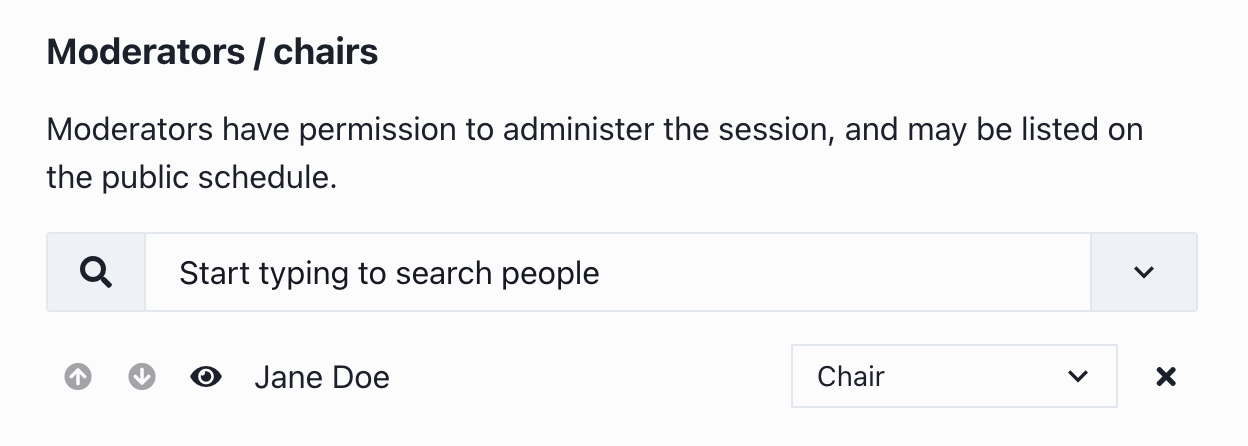 Moderators / chairs
Moderators have permission to administer the session, and may be listed on
the public schedule.
Start typing to search people
Jane Doe
Chair